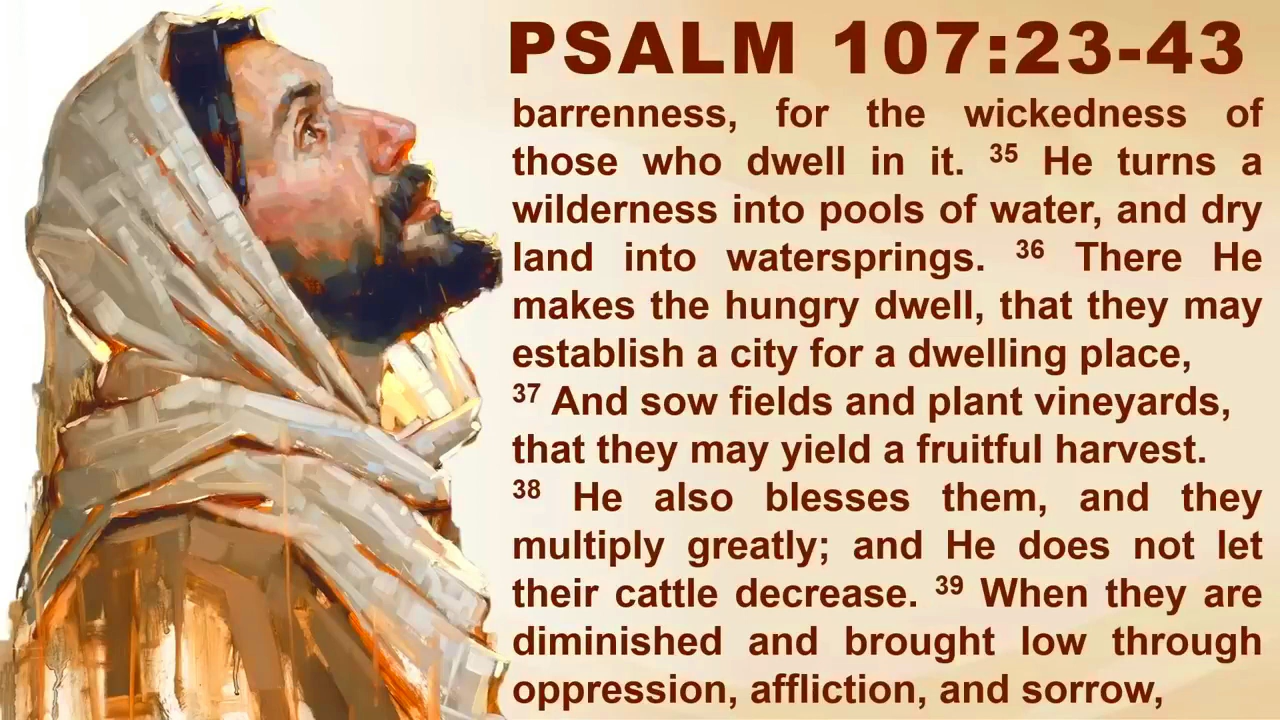 PSALM 107:23-43
barrenness, for the wickedness of
those who dwell in it. 35 He turns a
wilderness into pools of water, and dry
land into watersprings. 36 There He
makes the hungry dwell, that they may
establish a city for a dwelling place,
37 And sow fields and plant vineyards,
that they may yield a fruitful harvest.
38 He also blesses them, and they
multiply greatly; and He does not let
their cattle decrease. 39 When they are
diminished and brought low through
oppression, affliction, and sorrow,